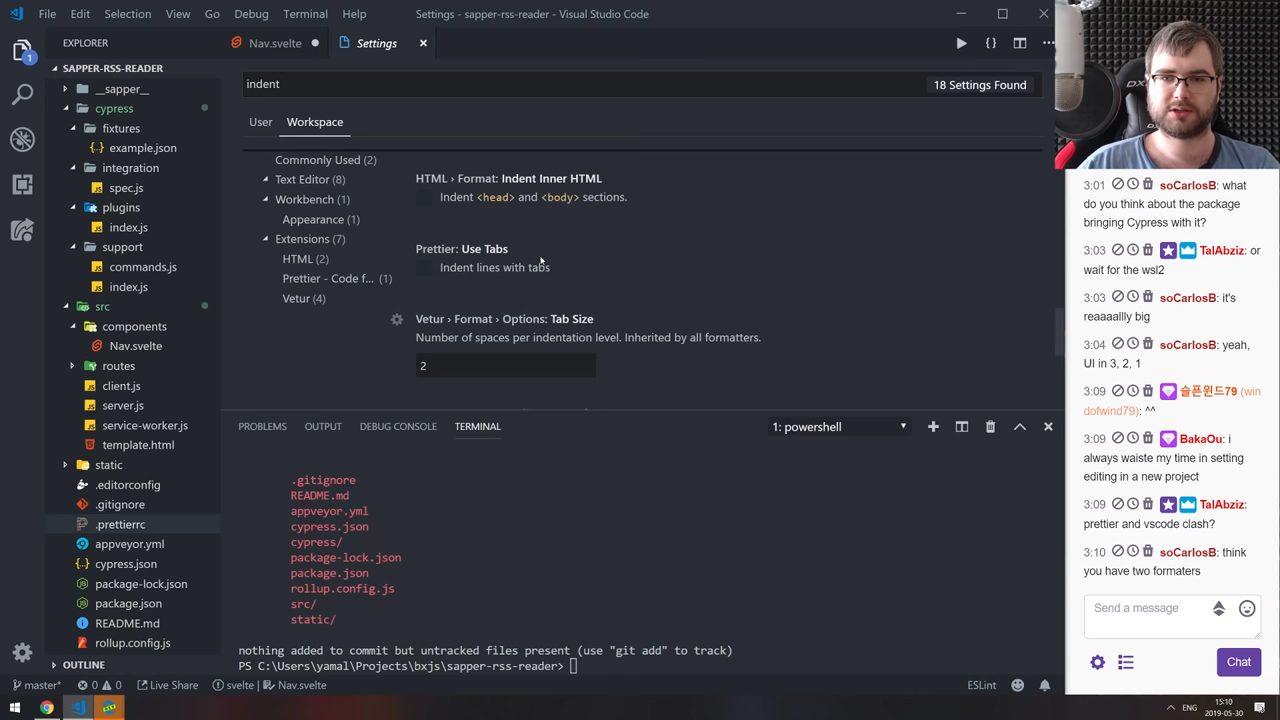 File Edit Selection View Go Debug Terminal Help Settings - sapper-rss-reader - Visual Studio Code
EXPLORER
Nav.svelte
Settings
SAPPER-RSS-READER
__sapper__
cypress
fixtures
example.json
integration
spec.js
plugins
index.js
support
commands.js
index.js
src
components
Nav.svelte
routes
client.js
server.js
service-worker.js
template.html
static
.editorconfig
.gitignore
.prettierrc
appveyor.yml
cypress.json
package-lock.json
package.json
README.md
rollup.config.js
OUTLINE
indent
18 Settings Found
User Workspace
Commonly Used (2)
Text Editor (8)
Workbench (1)
Appearance (1)
Extensions (7)
HTML (2)
Prettier - Code f... (1)
Vetur (4)
HTML › Format: Indent Inner HTML
Indent <head> and <body> sections.
Prettier: Use Tabs
Indent lines with tabs
Vetur › Format › Options: Tab Size
Number of spaces per indentation level. Inherited by all formatters.
2
PROBLEMS OUTPUT DEBUG CONSOLE TERMINAL 1: powershell
.gitignore
README.md
appveyor.yml
cypress.json
cypress/
package-lock.json
package.json
rollup.config.js
src/
static/
nothing added to commit but untracked files present (use "git add" to track)
PS C:\Users\yamal\Projects\bxjs\sapper-rss-reader>
master* 0 0 Live Share svelte | Nav.svelte ESLint
1
DX
3:01 soCarlosB: what
do you think about the package
bringing Cypress with it?
3:03 TalAbziz: or
wait for the wsl2
3:03 soCarlosB: it's
reaaaallly big
3:04 soCarlosB: yeah,
UI in 3, 2, 1
3:09 슬픈윈드79 (win
dofwind79): ^^
3:09 BakaOu: i
always waiste my time in setting
editing in a new project
3:09 TalAbziz:
prettier and vscode clash?
3:10 soCarlosB: think
you have two formaters
Send a message
Chat
ENG
15:10
2019-05-30